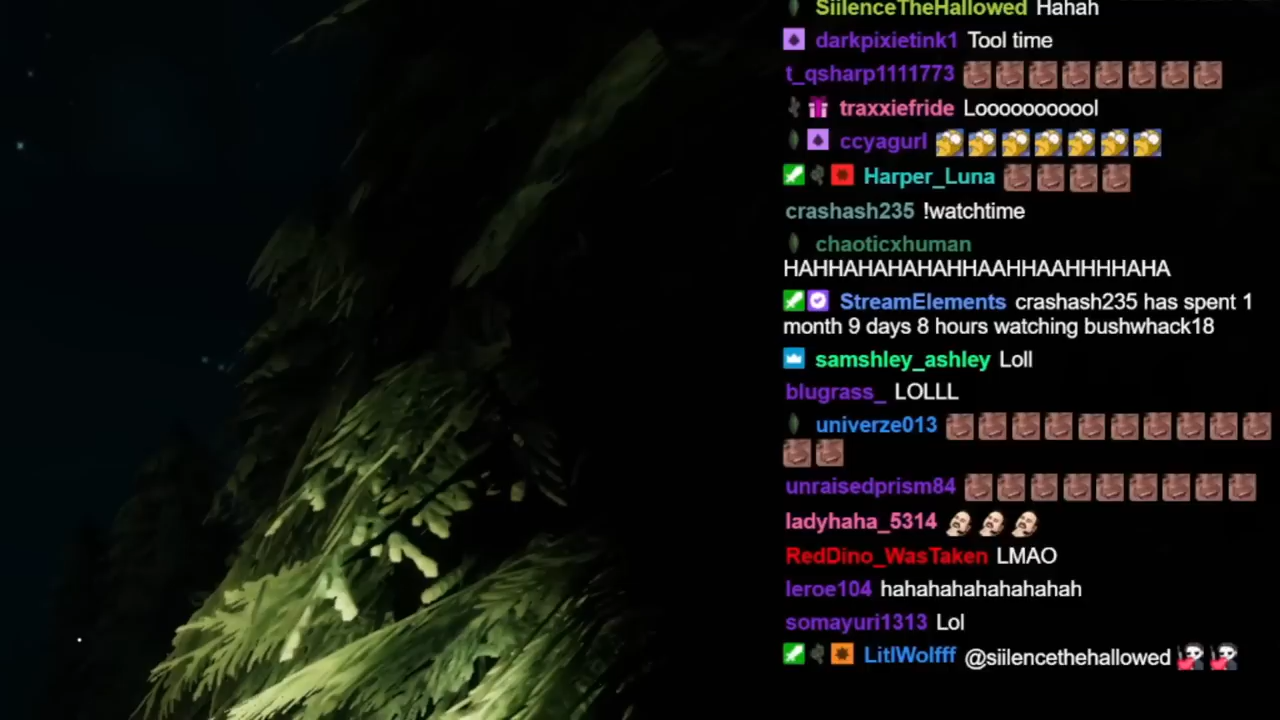 SiilenceTheHallowed Hahah
darkpixietink1 Tool time
t_qsharp1111773
traxxiefride Looooooooool
ccyagurl
Harper_Luna
crashash235 !watchtime
chaoticxhuman
HAHHAHAHAHAHHAAHHAAHHHHAHA
StreamElements crashash235 has spent 1
month 9 days 8 hours watching bushwhack18
samshley_ashley Loll
blugrass_ LOLLL
univerze013
unraisedprism84
ladyhaha_5314
RedDino_WasTaken LMAO
leroe104 hahahahahahahahah
somayuri1313 Lol
LitlWolfff @siilencethehallowed